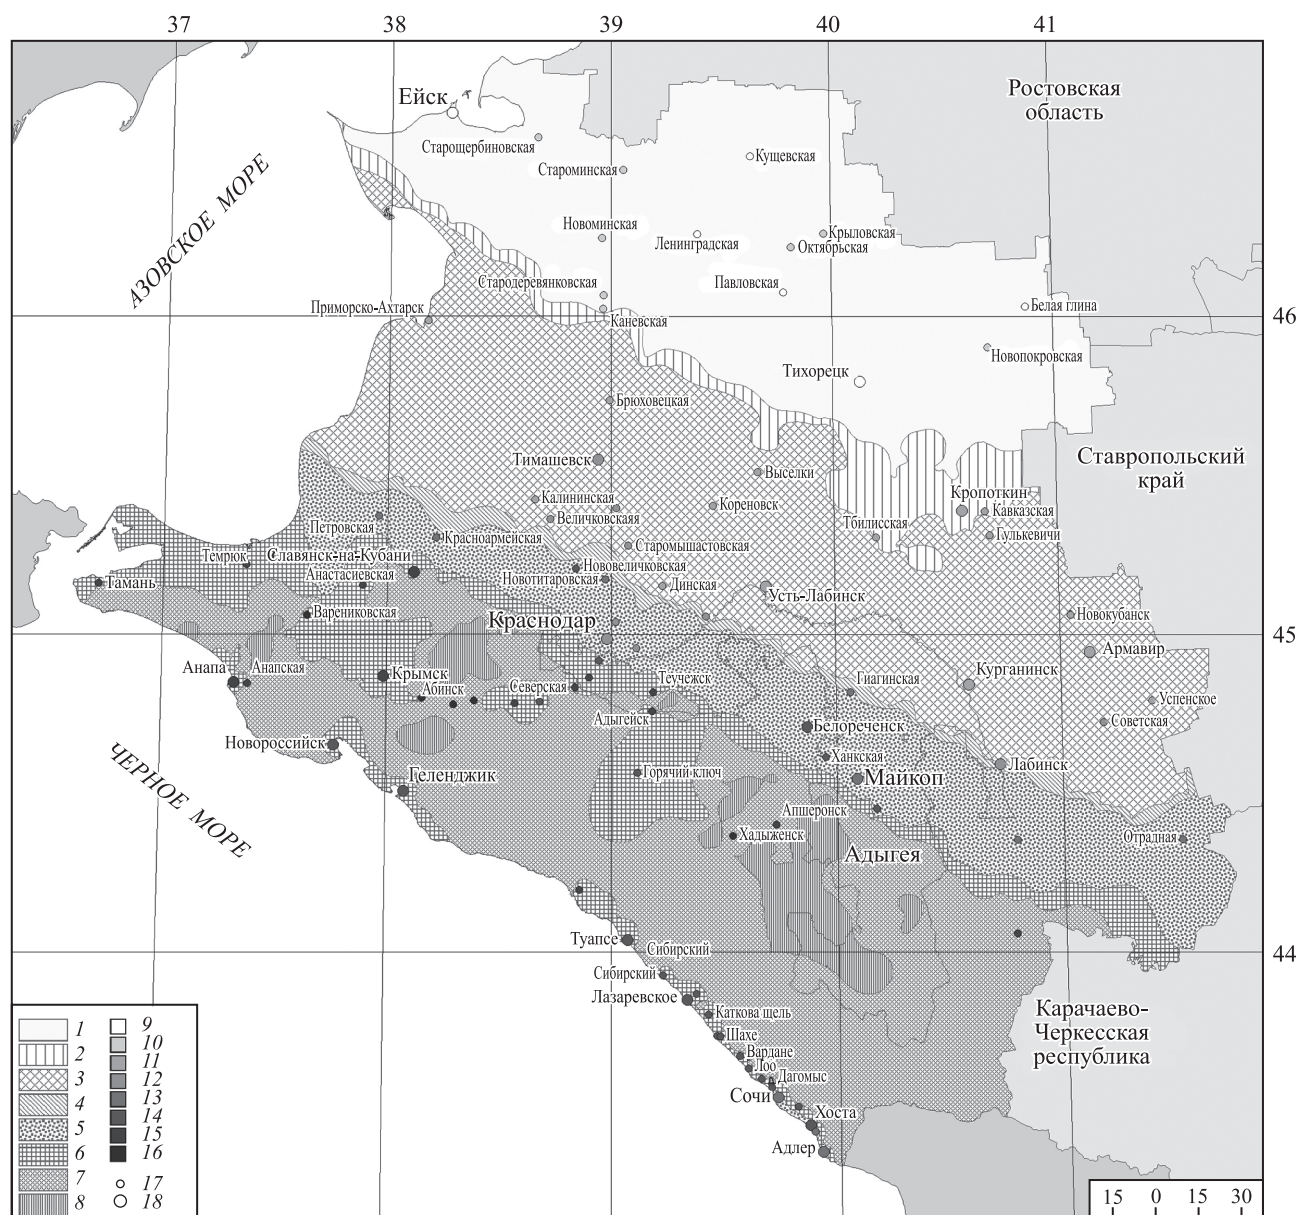 37 38 39 40 41
Ростовская
область
Ейск
Старощербиновская
Кущевская
Староминская
АЗОВСКОЕ МОРЕ
Новоминская
Ленинградская
Крыловская
Октябрьская
Стародеревянковская
Павловская
Приморско-Ахтарск
Каневская
Белая глина
46
Новопокровская
Тихорецк
Брюховецкая
Тимашевск
Выселки
Ставропольский
край
Калининская
Величковскаяя
Кореновск
Кропоткин
Кавказская
Тбилисская
Гулькевичи
Петровская
Красноармейская
Старомышастовская
Темрюк
Славянск-на-Кубани
Нововеличковская
Анастасиевская
Новотитаровская
Динская
Тамань
Усть-Лабинск
Варениковская
Краснодар
Новокубанск
45
Армавир
Анапа
Анапская
Крымск
Абинск
Северская
Теучежск
Гиагинская
Курганинск
Успенское
Адыгейск
Советская
Белореченск
Новороссийск
Ханкская
Лабинск
ЧЕРНОЕ МОРЕ
Геленджик
Горячий ключ
Майкоп
Апшеронск
Хадыженск
Адыгея
Отрадная
Туапсе
Сибирский
44
Сибирский
Лазаревское
Каткова щель
Шахе
Вардане
Лоо
Дагомыс
Сочи
Хоста
Адлер
Карачаево-
Черкесская
республика
1 9
2 10
3 11
4 12
5 13
6 14
7 15
8 16
17
18
15 0 15 30